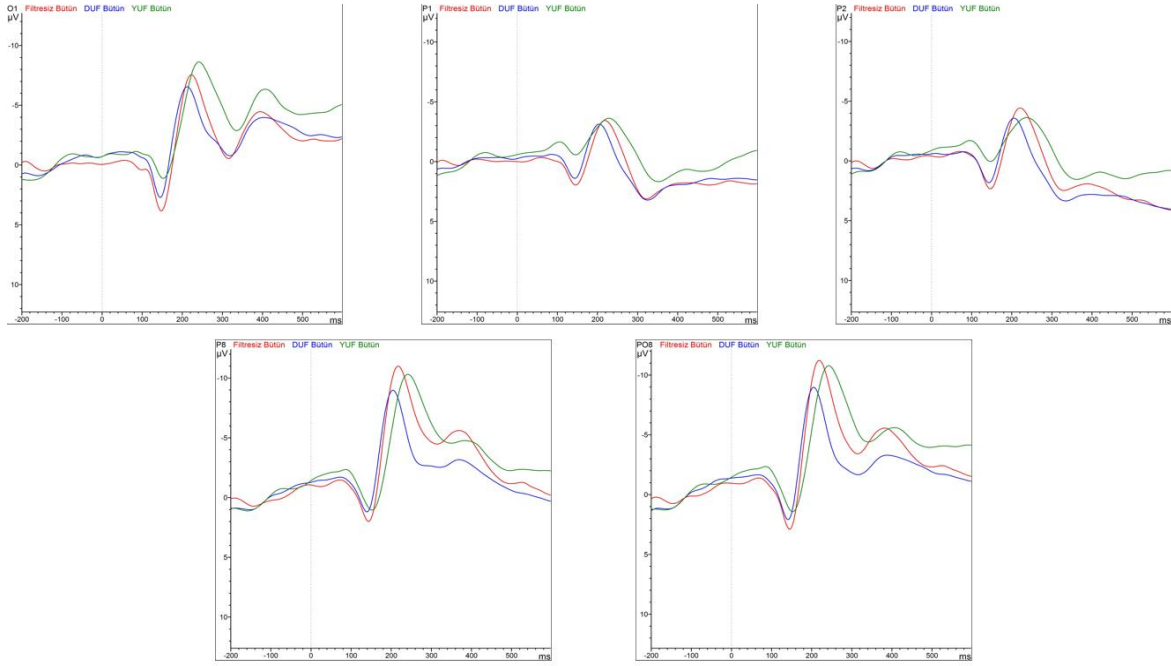 O1 Filtresiz Bütün DUF Bütün YUF Bütün
µV
-10
-5
0
5
10
-200 -100 0 100 200 300 400 500 ms
P1 Filtresiz Bütün DUF Bütün YUF Bütün
µV
-10
-5
0
5
10
-200 -100 0 100 200 300 400 500 ms
P2 Filtresiz Bütün DUF Bütün YUF Bütün
µV
-10
-5
0
5
10
-200 -100 0 100 200 300 400 500 ms
P8 Filtresiz Bütün DUF Bütün YUF Bütün
µV
-10
-5
0
5
10
-200 -100 0 100 200 300 400 500 ms
PO8 Filtresiz Bütün DUF Bütün YUF Bütün
µV
-10
-5
0
5
10
-200 -100 0 100 200 300 400 500 ms